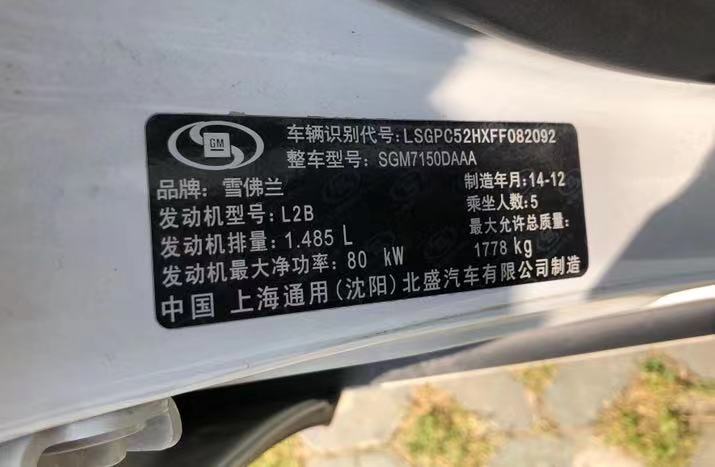 GM
车辆识别代号: LSGPC52HXFF082092
整车型号: SGM7150DAAA
品牌: 雪佛兰
制造年月: 14-12
发动机型号: L2B
乘坐人数: 5
发动机排量: 1.485 L
最大允许总质量:
1778 kg
发动机最大净功率: 80 kW
中国 上海通用(沈阳)北盛汽车有限公司制造